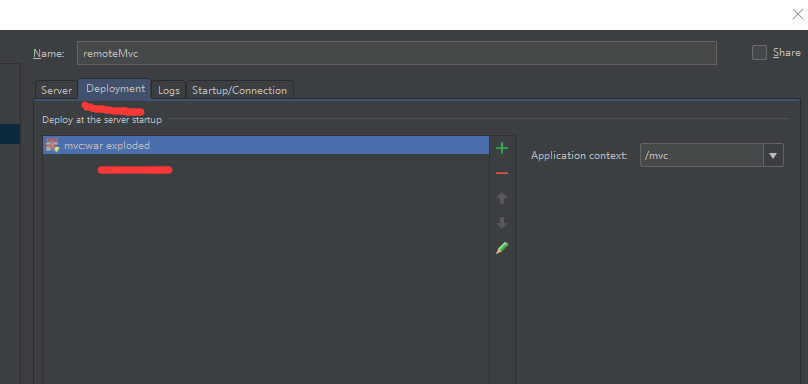 Name: remoteMvc Share
Server Deployment Logs Startup/Connection
Deploy at the server startup
mvc:war exploded
Application context: /mvc